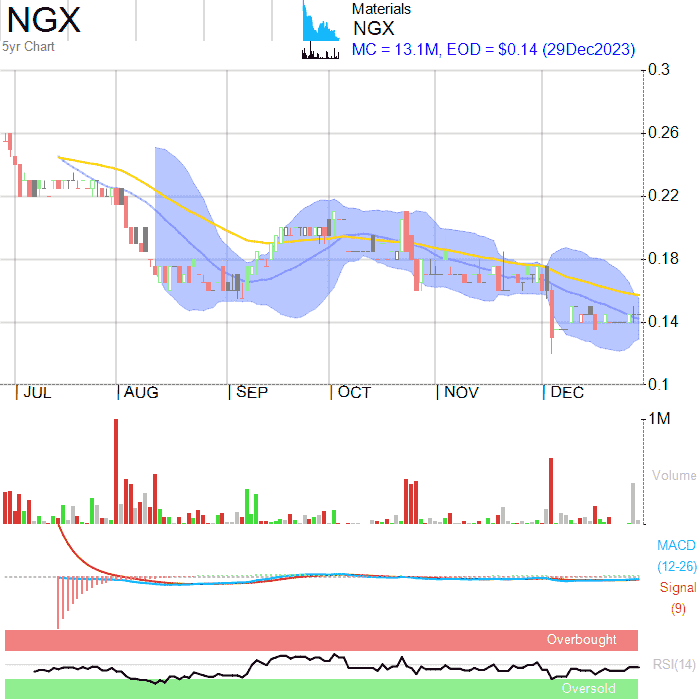 NGX
5yr Chart
Materials
NGX
MC = 13.1M, EOD = $0.14 (29Dec2023)
0.3
0.26
0.22
0.18
0.14
0.1
JUL AUG SEP OCT NOV DEC
1M
Volume
MACD
(12-26)
Signal
(9)
Overbought
RSI(14)
Oversold